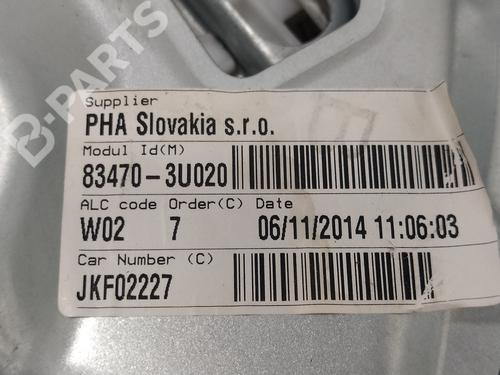 B-PARTS
Supplier
PHA Slovakia s.r.o.
Modul Id(M)
83470-3U020
ALC code Order(C) Date
W02 7 06/11/2014 11:06:03
Car Number (C)
JKF02227